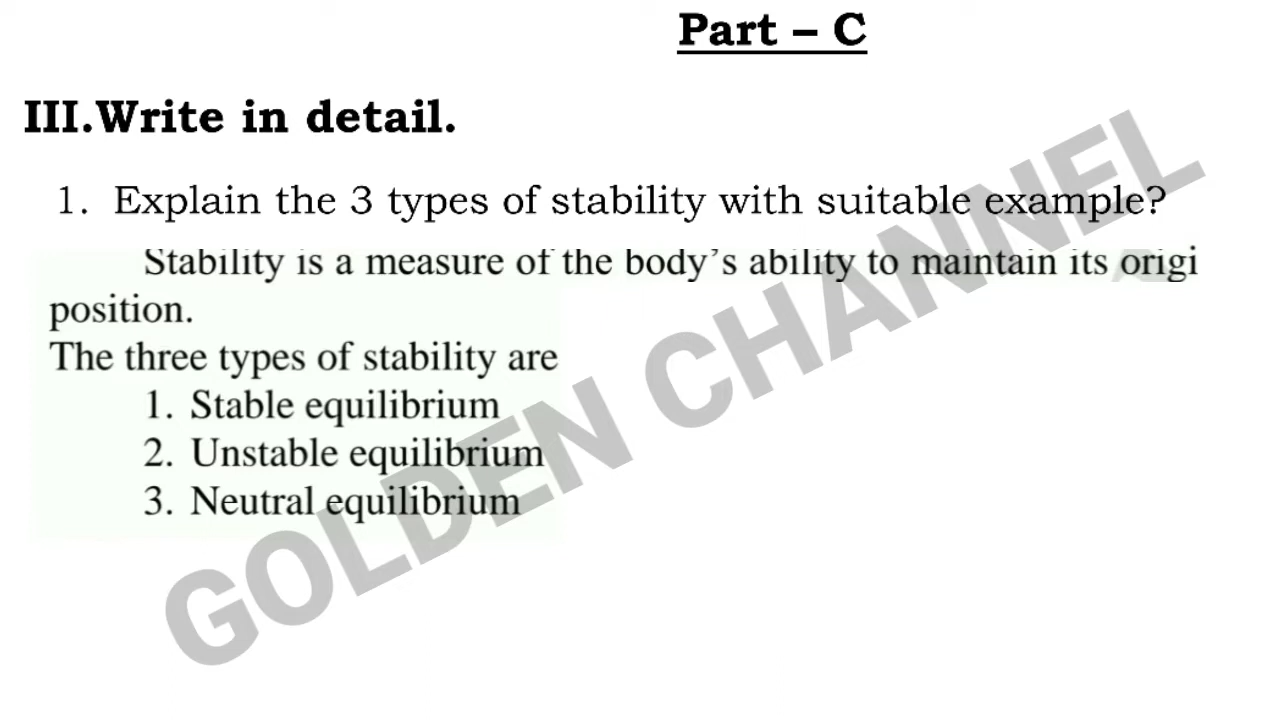 Part – C
III.Write in detail.
1. Explain the 3 types of stability with suitable example?
Stability is a measure of the body's ability to maintain its origi
position.
The three types of stability are
1. Stable equilibrium
2. Unstable equilibrium
3. Neutral equilibrium
GOLDEN CHANNEL